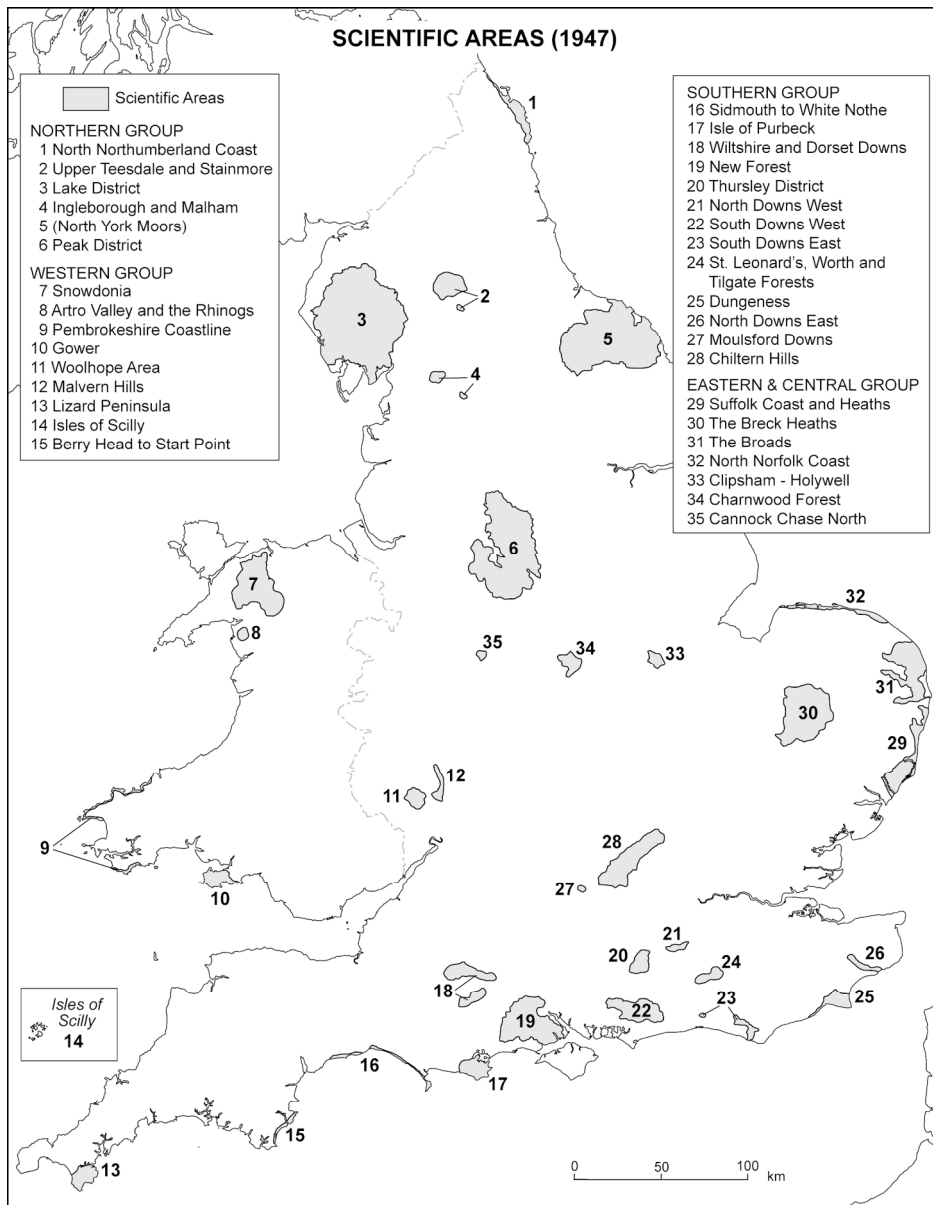 SCIENTIFIC AREAS (1947)
Scientific Areas
NORTHERN GROUP
1 North Northumberland Coast
2 Upper Teesdale and Stainmore
3 Lake District
4 Ingleborough and Malham
5 (North York Moors)
6 Peak District
WESTERN GROUP
7 Snowdonia
8 Artro Valley and the Rhinogs
9 Pembrokeshire Coastline
10 Gower
11 Woolhope Area
12 Malvern Hills
13 Lizard Peninsula
14 Isles of Scilly
15 Berry Head to Start Point
SOUTHERN GROUP
16 Sidmouth to White Nothe
17 Isle of Purbeck
18 Wiltshire and Dorset Downs
19 New Forest
20 Thursley District
21 North Downs West
22 South Downs West
23 South Downs East
24 St. Leonard's, Worth and
Tilgate Forests
25 Dungeness
26 North Downs East
27 Moulsford Downs
28 Chiltern Hills
EASTERN & CENTRAL GROUP
29 Suffolk Coast and Heaths
30 The Breck Heaths
31 The Broads
32 North Norfolk Coast
33 Clipsham - Holywell
34 Charnwood Forest
35 Cannock Chase North
1
2
3
5
4
6
7
32
8
35
34
33
31
30
29
12
11
28
9
27
10
21
20
26
24
18
25
23
22
19
Isles of
Scilly
14
16
17
15
13
0
50
100
km